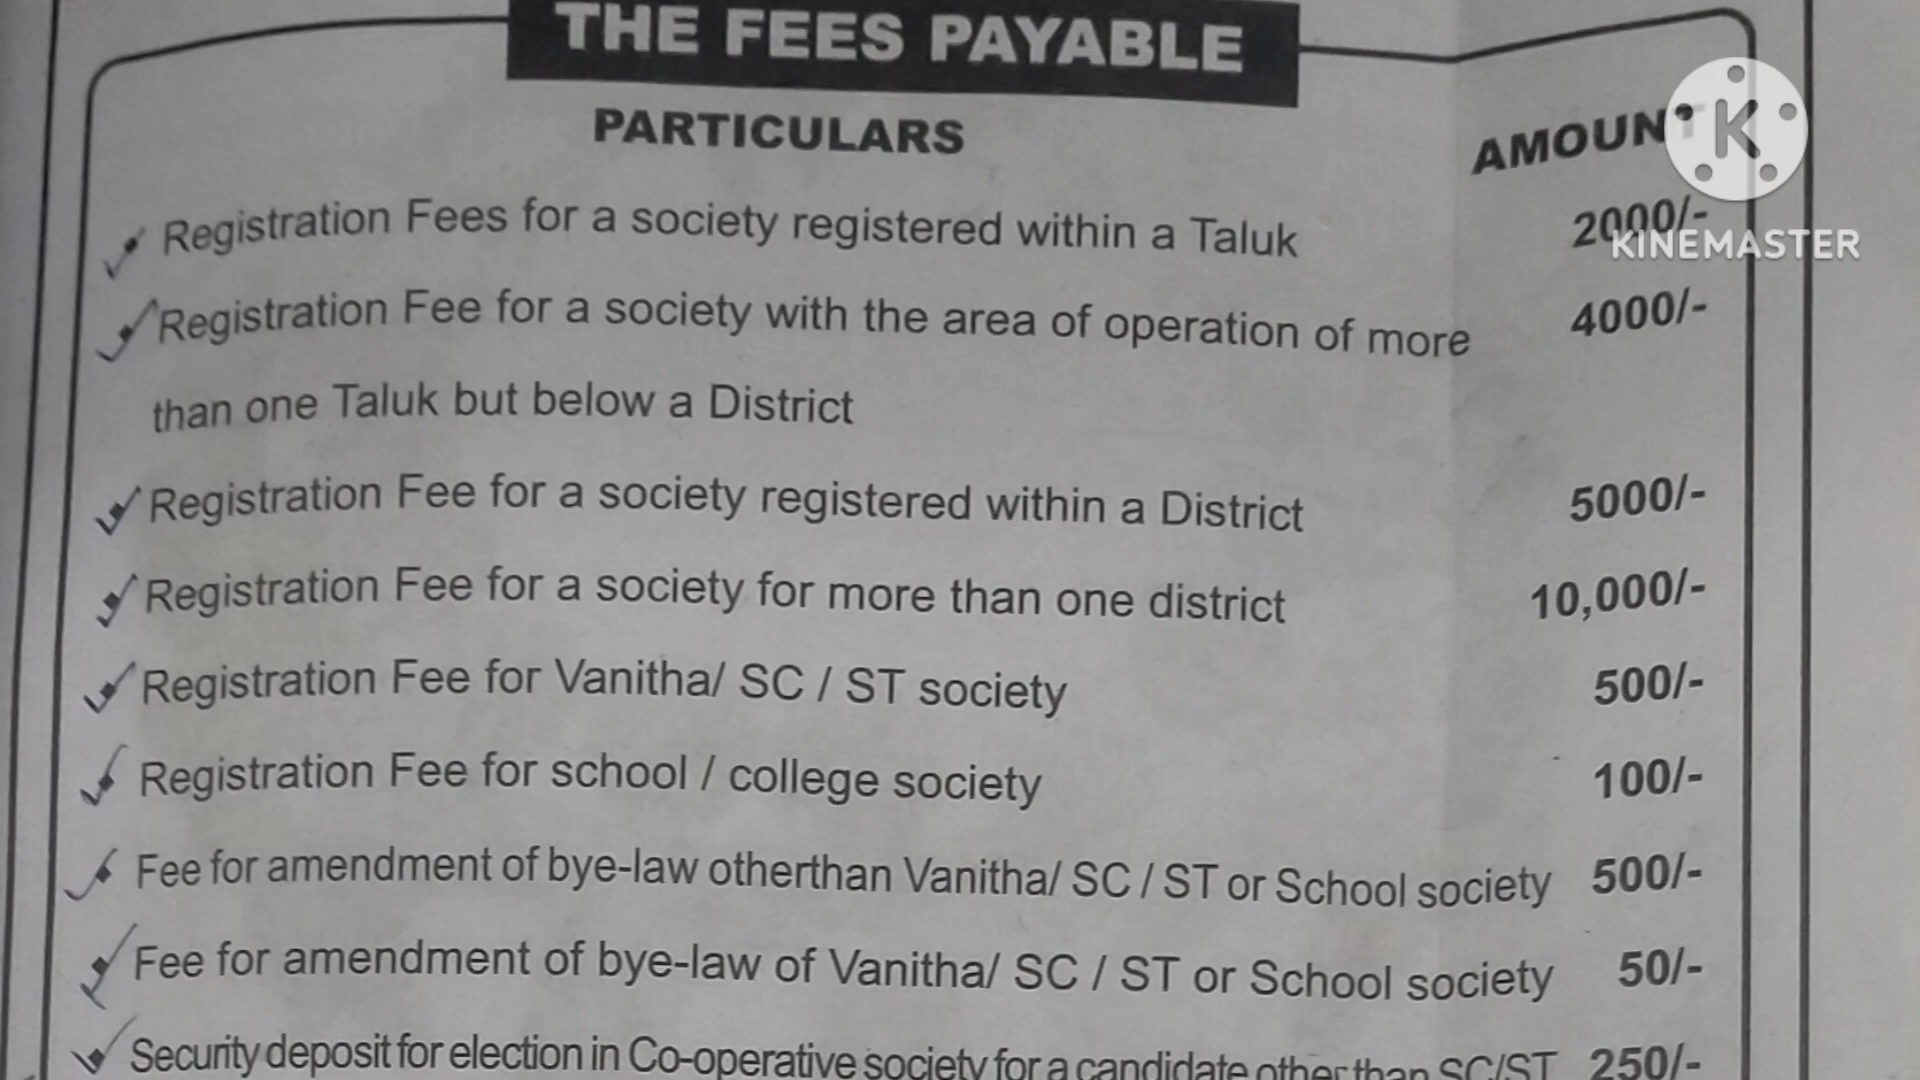 THE FEES PAYABLE
PARTICULARS AMOUNT
Registration Fees for a society registered within a Taluk 2000/-
Registration Fee for a society with the area of operation of more 4000/-
than one Taluk but below a District
Registration Fee for a society registered within a District 5000/-
Registration Fee for a society for more than one district 10,000/-
Registration Fee for Vanitha/ SC / ST society 500/-
Registration Fee for school / college society 100/-
Fee for amendment of bye-law otherthan Vanitha/ SC / ST or School society 500/-
Fee for amendment of bye-law of Vanitha/ SC / ST or School society 50/-
Security deposit for election in Co-operative society for a candidate other than SC/ST 250/-
K
KINEMASTER